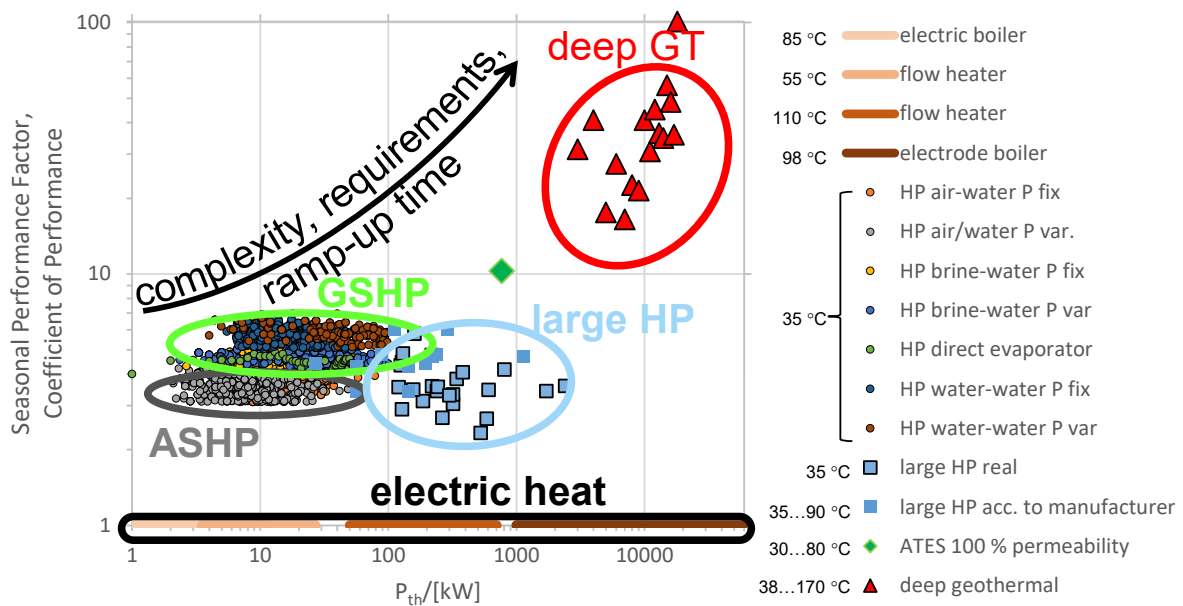 Seasonal Performance Factor,
Coefficient of Performance
100
10
1
complexity, requirements,
ramp-up time
deep GT
GSHP
large HP
ASHP
electric heat
1
10
100
1000
10000
Pth/[kW]
85 °C electric boiler
55 °C flow heater
110 °C flow heater
98 °C electrode boiler
HP air-water P fix
HP air/water P var.
HP brine-water P fix
35 °C HP brine-water P var
HP direct evaporator
HP water-water P fix
HP water-water P var
35 °C large HP real
35...90 °C large HP acc. to manufacturer
30...80 °C ATES 100 % permeability
38...170 °C deep geothermal